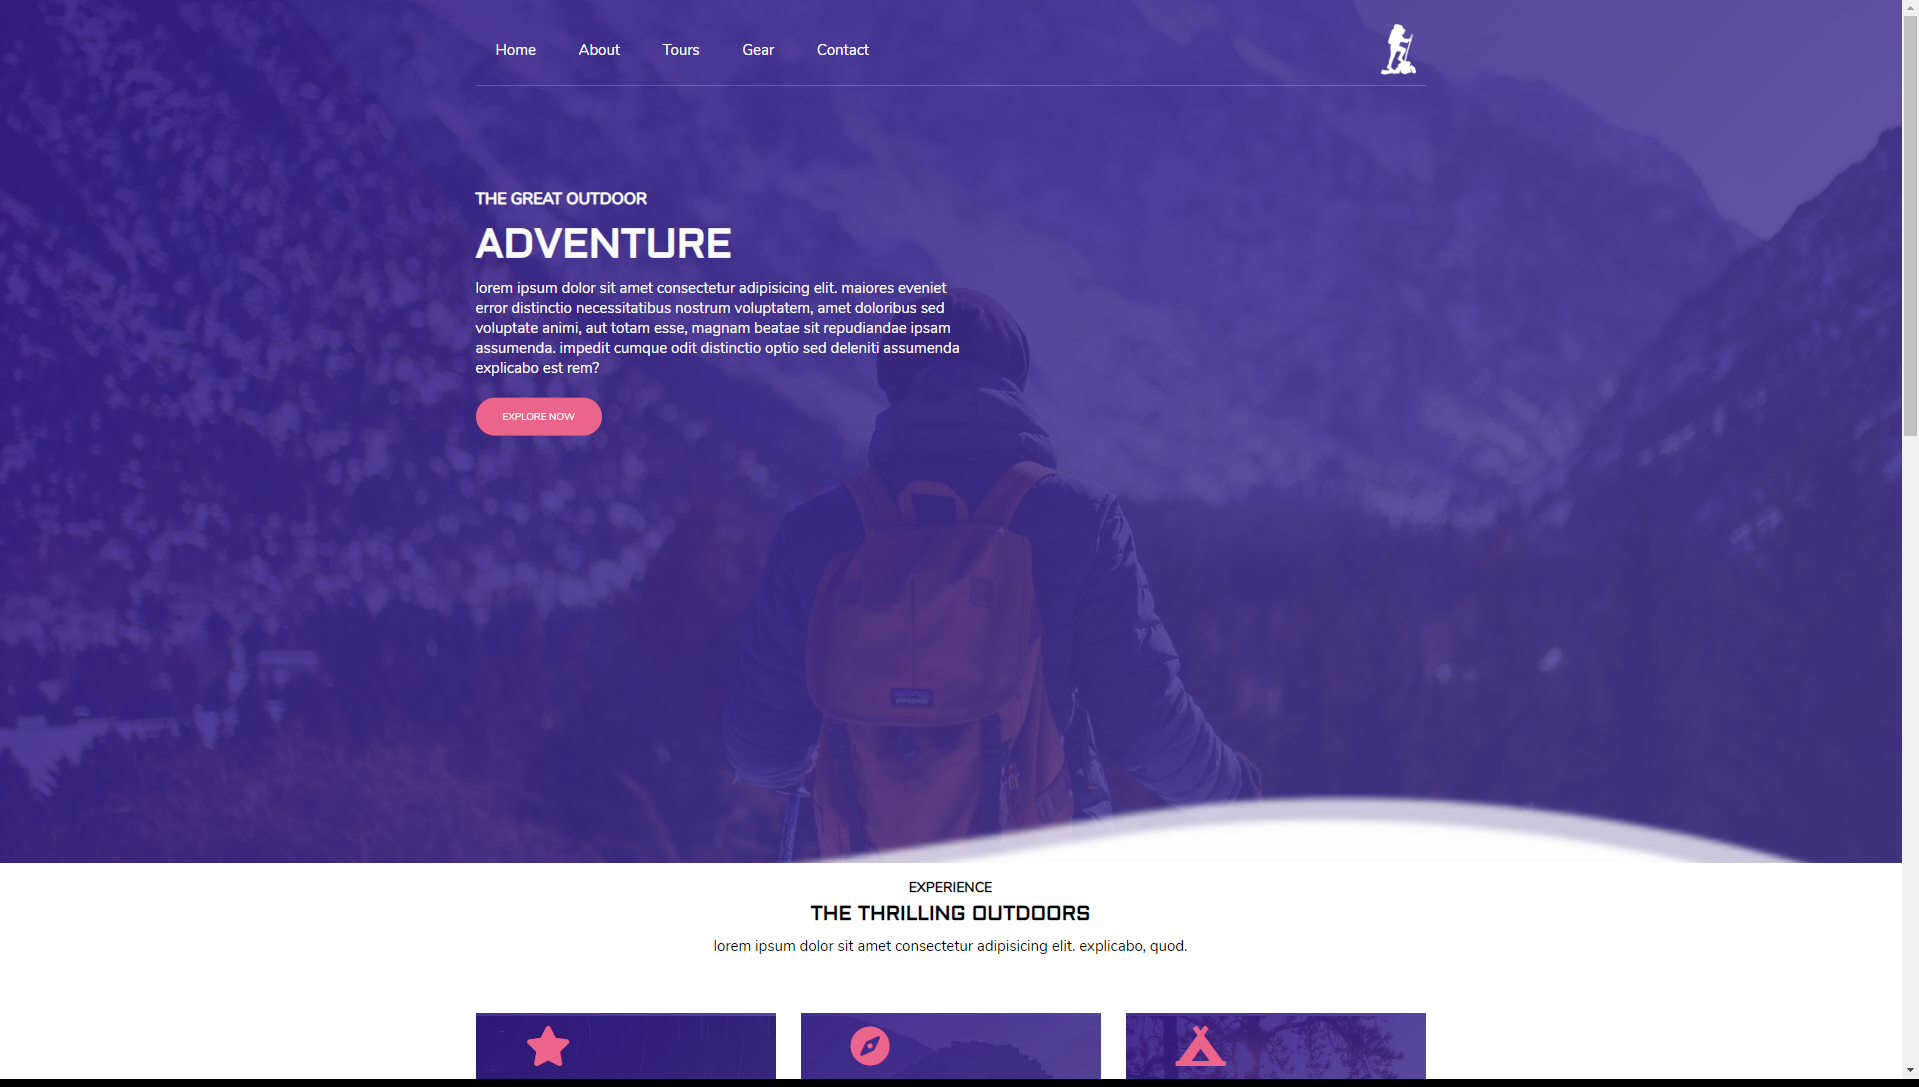 Home About Tours Gear Contact
THE GREAT OUTDOOR
ADVENTURE
lorem ipsum dolor sit amet consectetur adipisicing elit. maiores eveniet
error distinctio necessitatibus nostrum voluptatem, amet doloribus sed
voluptate animi, aut totam esse, magnam beatae sit repudiandae ipsam
assumenda. impedit cumque odit distinctio optio sed deleniti assumenda
explicabo est rem?
EXPLORE NOW
EXPERIENCE
THE THRILLING OUTDOORS
lorem ipsum dolor sit amet consectetur adipisicing elit. explicabo, quod.